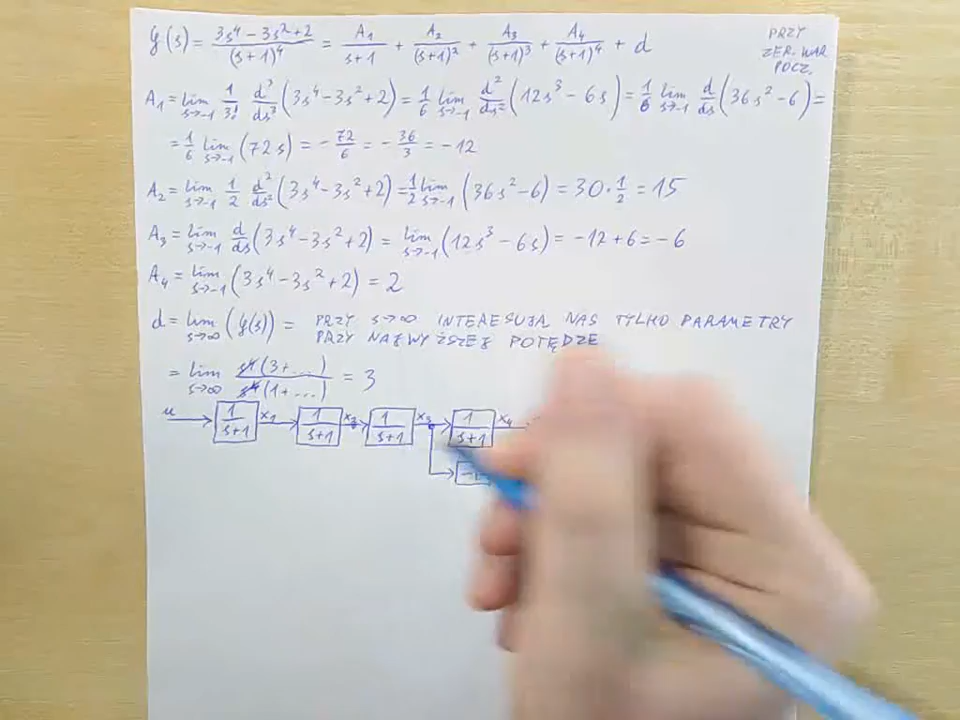 G(s) = (3s⁴ - 3s² + 2)/(s+1)⁴ = A₁/(s+1) + A₂/(s+1)² + A₃/(s+1)³ + A₄/(s+1)⁴ + d
PRZY
ZER. WAR
POCZ.
A₁ = lim s→-1 1/3! d³/ds³ (3s⁴ - 3s² + 2) = 1/6 lim s→-1 d²/ds² (12s³ - 6s) = 1/6 lim s→-1 d/ds (36s² - 6) =
= 1/6 lim s→-1 (72s) = - 72/6 = - 36/3 = -12
A₂ = lim s→-1 1/2 d²/ds² (3s⁴ - 3s² + 2) = 1/2 lim s→-1 (36s² - 6) = 30 · 1/2 = 15
A₃ = lim s→-1 d/ds (3s⁴ - 3s² + 2) = lim s→-1 (12s³ - 6s) = -12 + 6 = -6
A₄ = lim s→-1 (3s⁴ - 3s² + 2) = 2
d = lim s→∞ (G(s)) = PRZY s→∞ INTERESUJĄ NAS TYLKO PARAMETRY
PRZY NAJWYŻSZEJ POTĘDZE
= lim s→∞ s⁴(3+...)/s⁴(1+...) = 3
u 1/(s+1) x₁ 1/(s+1) x₂ 1/(s+1) x₃ 1/(s+1) x₄